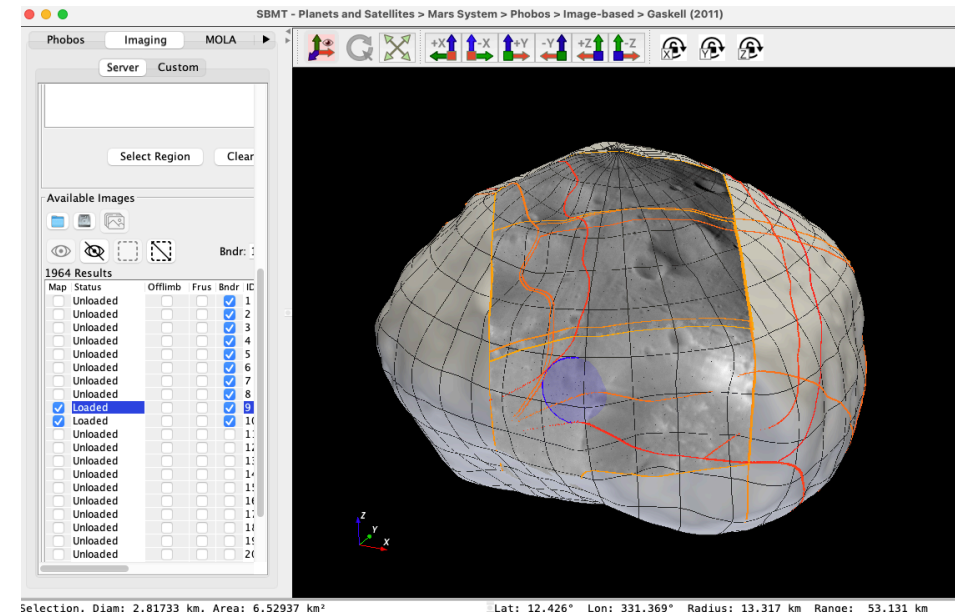 SBMT - Planets and Satellites > Mars System > Phobos > Image-based > Gaskell (2011)
Phobos Imaging MOLA
Server Custom
+X -X +Y -Y +Z -Z X Y Z
Select Region Clear
Available Images
Bndr: 1
1964 Results
Map Status Offlimb Frus Bndr ID
Unloaded 1
Unloaded 2
Unloaded 3
Unloaded 4
Unloaded 5
Unloaded 6
Unloaded 7
Unloaded 8
Loaded 9
Loaded 10
Unloaded
Unloaded
Unloaded
Unloaded
Unloaded
Unloaded
Unloaded
Unloaded
Unloaded
Unloaded
Z
Y
X
Selection, Diam: 2.81733 km, Area: 6.52937 km² Lat: 12.426° Lon: 331.369° Radius: 13.317 km Range: 53.131 km